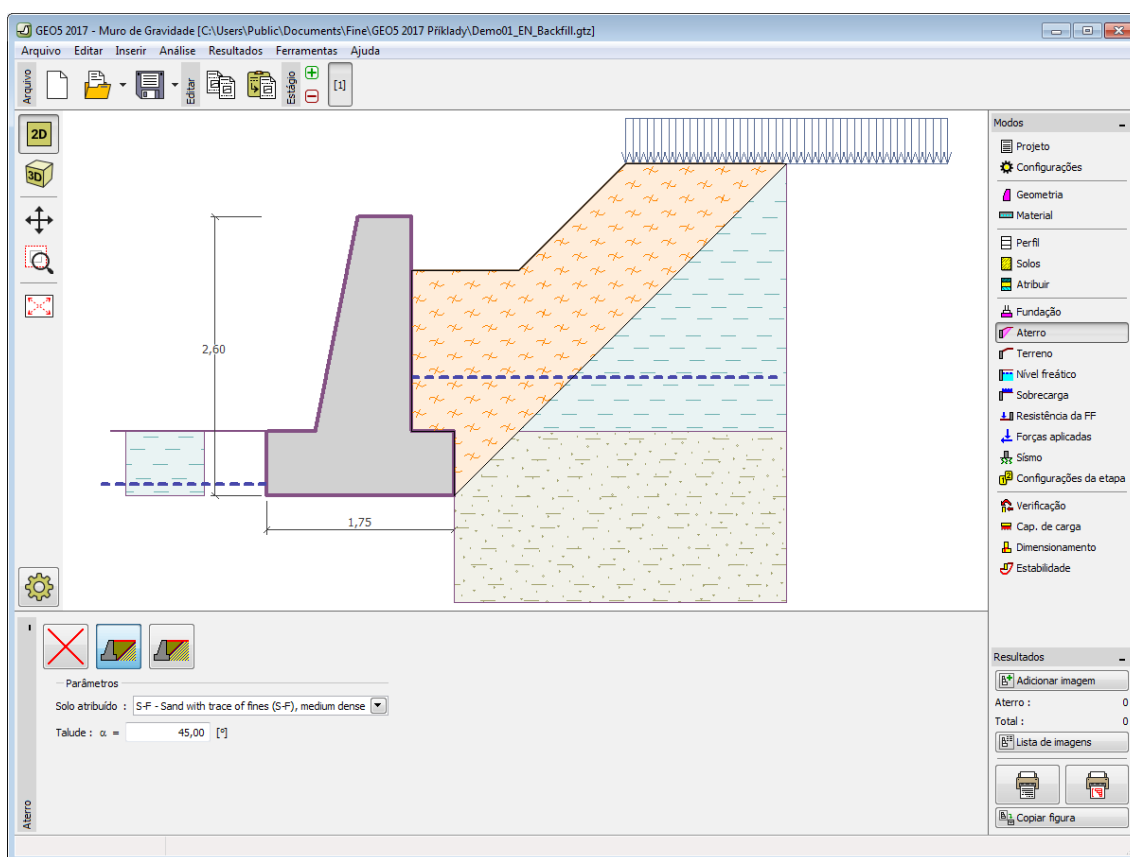 GEO5 2017 - Muro de Gravidade [C:\Users\Public\Documents\Fine\GEO5 2017 Příklady\Demo01_EN_Backfill.gtz]
Arquivo Editar Inserir Análise Resultados Ferramentas Ajuda
Arquivo
Editar
Estágio
[1]
2D
3D
2,60
1,75
Modos
Projeto
Configurações
Geometria
Material
Perfil
Solos
Atribuir
Fundação
Aterro
Terreno
Nível freático
Sobrecarga
Resistência da FF
Forças aplicadas
Sísmo
Configurações da etapa
Verificação
Cap. de carga
Dimensionamento
Estabilidade
Parâmetros
Solo atribuído : S-F - Sand with trace of fines (S-F), medium dense
Talude : α = 45,00 [º]
Aterro
Resultados
Adicionar imagem
Aterro : 0
Total : 0
Lista de imagens
Copiar figura